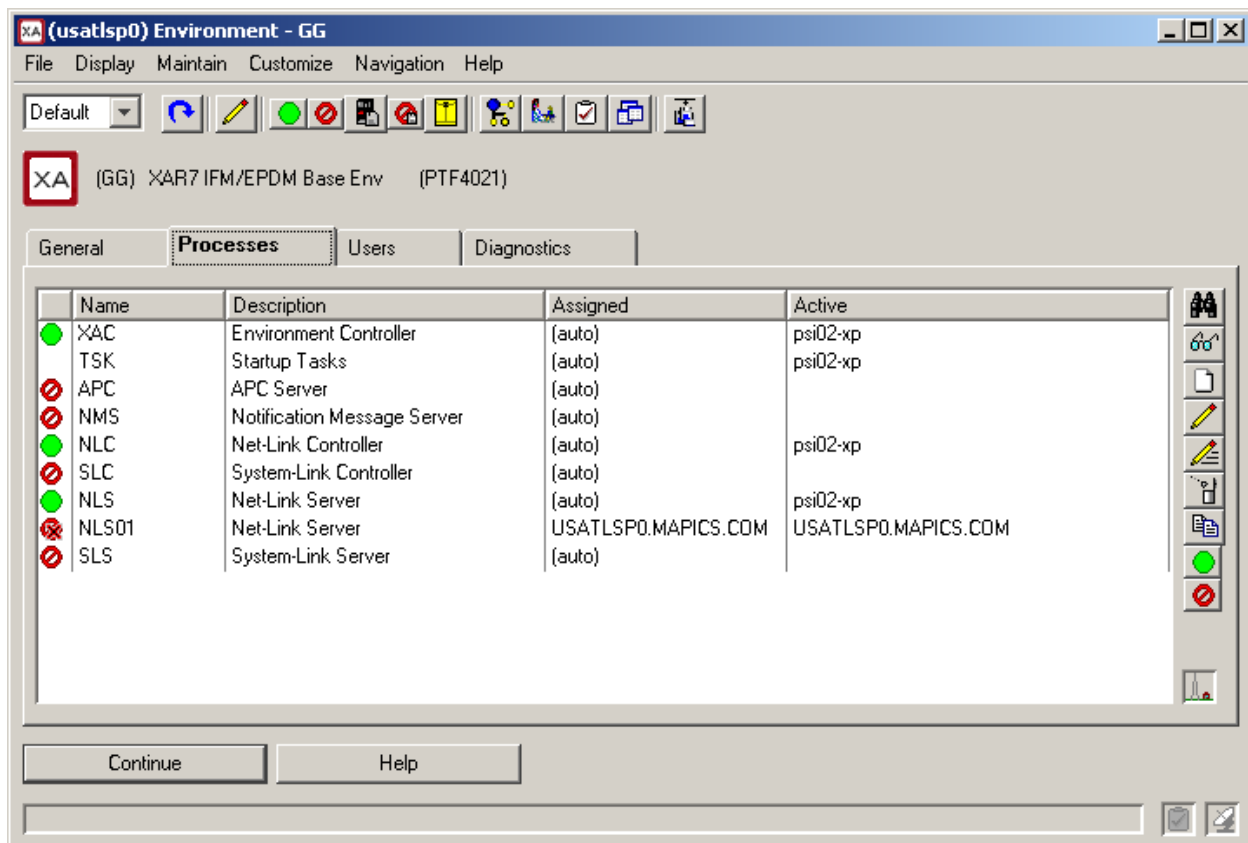 XA (usatlsp0) Environment - GG
File Display Maintain Customize Navigation Help
Default
XA (GG) XAR7 IFM/EPDM Base Env (PTF4021)
General Processes Users Diagnostics
Name Description Assigned Active
XAC Environment Controller (auto) psi02-xp
TSK Startup Tasks (auto) psi02-xp
APC APC Server (auto)
NMS Notification Message Server (auto)
NLC Net-Link Controller (auto) psi02-xp
SLC System-Link Controller (auto)
NLS Net-Link Server (auto) psi02-xp
NLS01 Net-Link Server USATLSP0.MAPICS.COM USATLSP0.MAPICS.COM
SLS System-Link Server (auto)
Continue Help